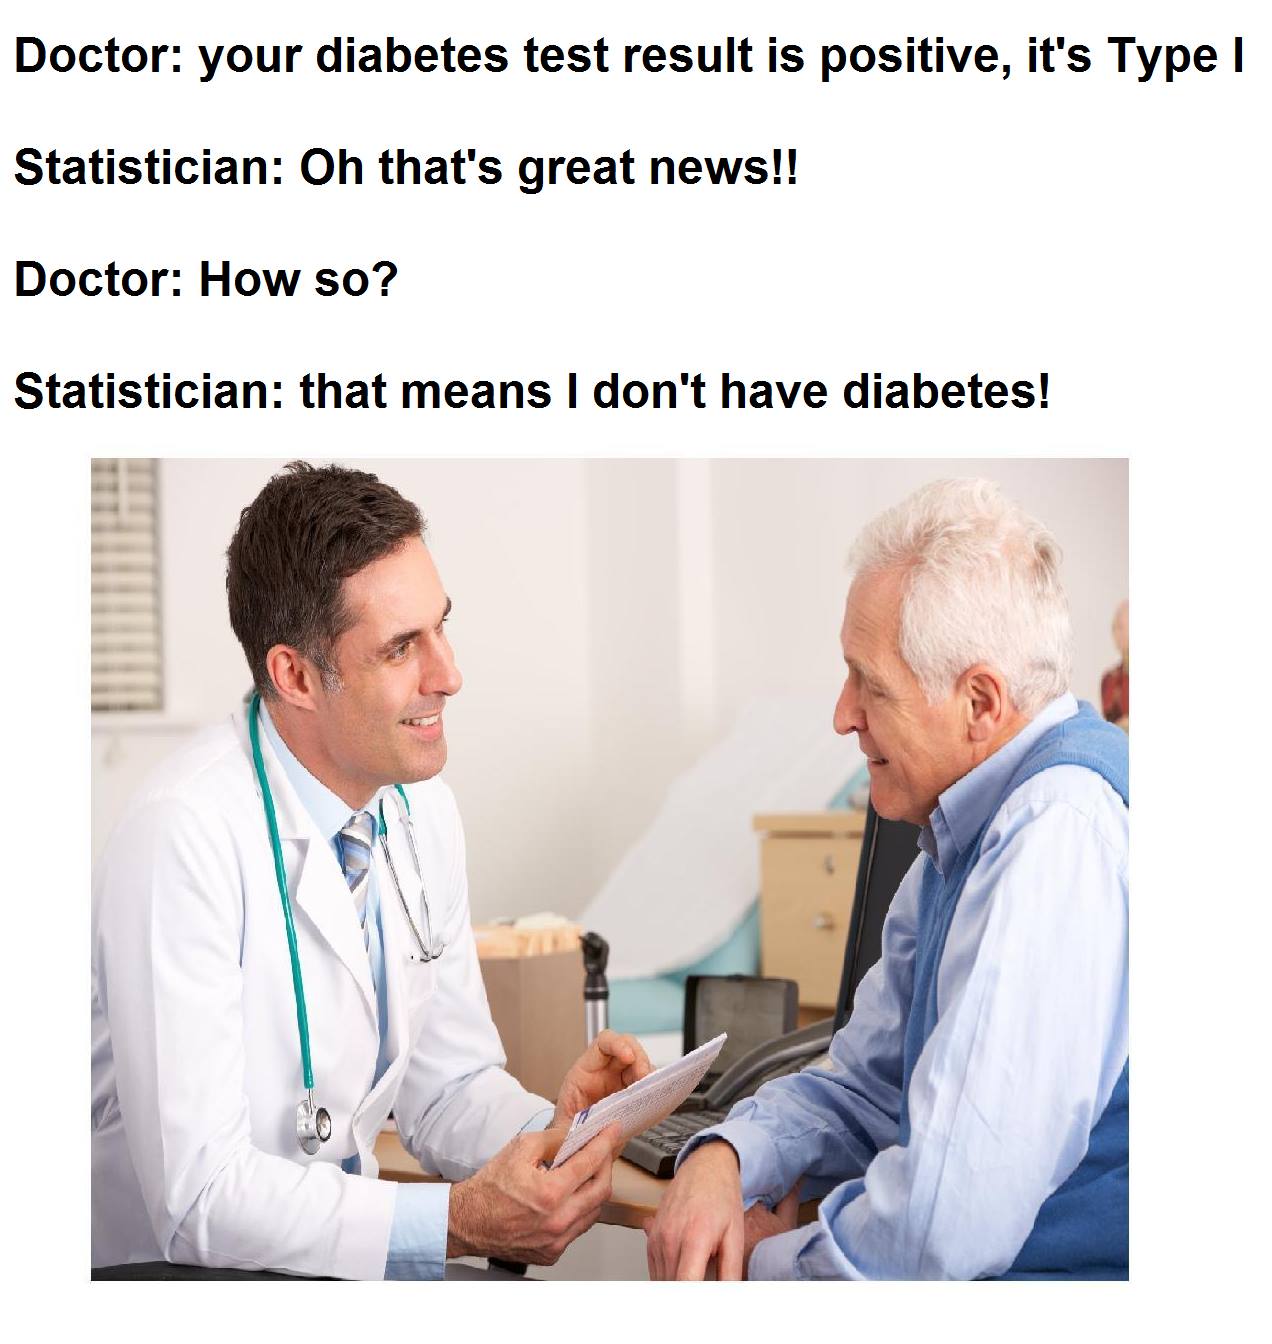 Doctor: your diabetes test result is positive, it's Type I
Statistician: Oh that's great news!!
Doctor: How so?
Statistician: that means I don't have diabetes!